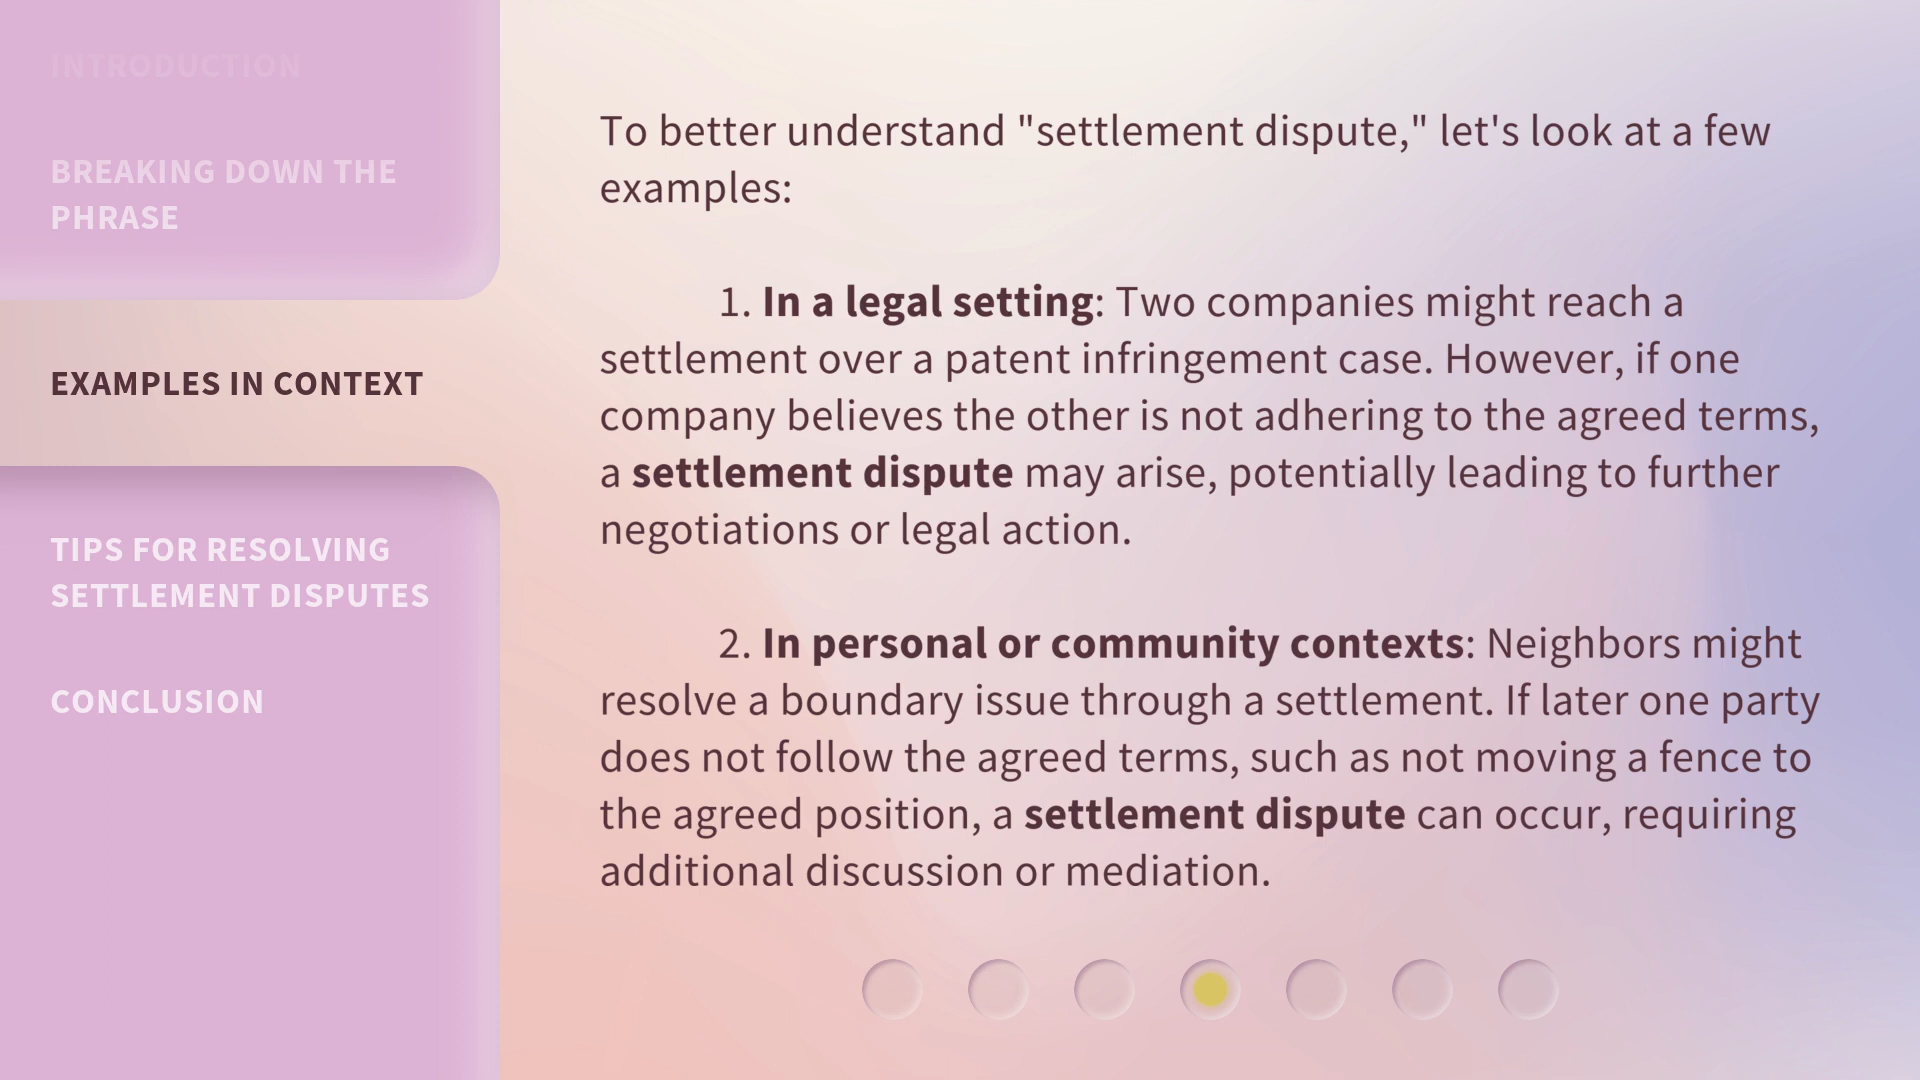 INTRODUCTION
BREAKING DOWN THE
PHRASE
EXAMPLES IN CONTEXT
TIPS FOR RESOLVING
SETTLEMENT DISPUTES
CONCLUSION
To better understand "settlement dispute," let's look at a few
examples:
1. In a legal setting: Two companies might reach a
settlement over a patent infringement case. However, if one
company believes the other is not adhering to the agreed terms,
a settlement dispute may arise, potentially leading to further
negotiations or legal action.
2. In personal or community contexts: Neighbors might
resolve a boundary issue through a settlement. If later one party
does not follow the agreed terms, such as not moving a fence to
the agreed position, a settlement dispute can occur, requiring
additional discussion or mediation.